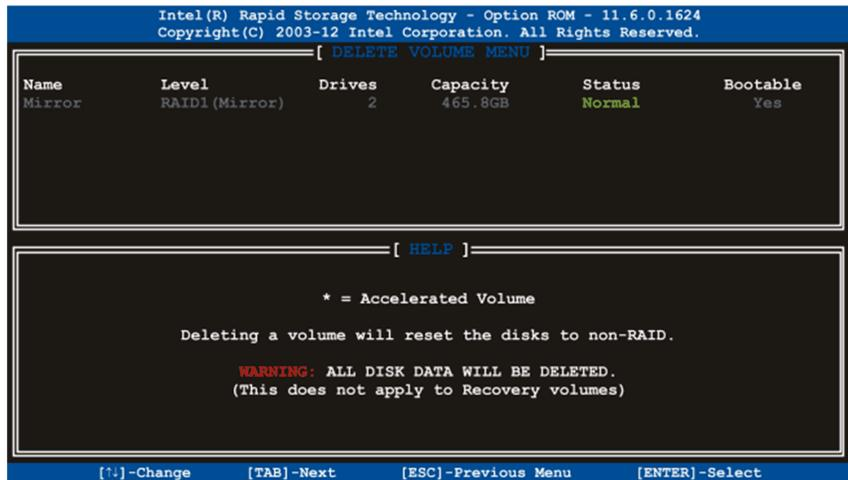 Intel(R) Rapid Storage Technology - Option ROM - 11.6.0.1624
Copyright(C) 2003-12 Intel Corporation. All Rights Reserved.
[ DELETE VOLUME MENU ]
Name Level Drives Capacity Status Bootable
Mirror RAID1(Mirror) 2 465.8GB Normal Yes
[ HELP ]
* = Accelerated Volume
Deleting a volume will reset the disks to non-RAID.
WARNING: ALL DISK DATA WILL BE DELETED.
(This does not apply to Recovery volumes)
[↑↓]-Change [TAB]-Next [ESC]-Previous Menu [ENTER]-Select